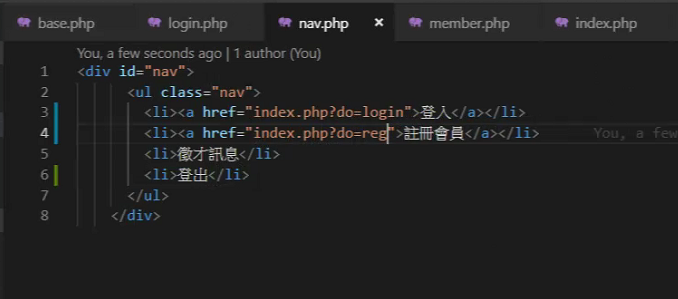 base.php login.php nav.php × member.php index.php
You, a few seconds ago | 1 author (You)
1 <div id="nav">
2 <ul class="nav">
3 <li><a href="index.php?do=login">登入</a></li>
4 <li><a href="index.php?do=reg">註冊會員</a></li> You, a few
5 <li>徵才訊息</li>
6 <li>登出</li>
7 </ul>
8 </div>